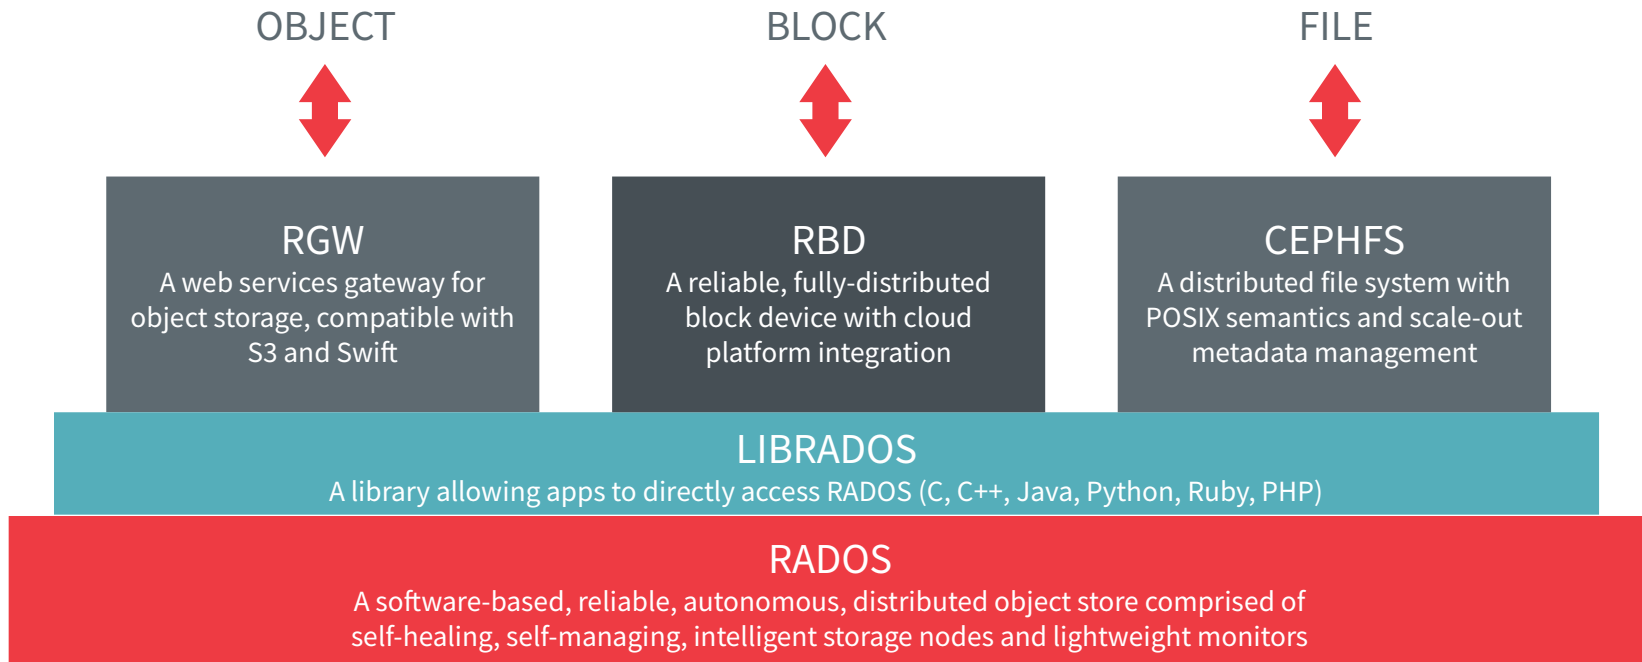 OBJECT
BLOCK
FILE
RGW
A web services gateway for
object storage, compatible with
S3 and Swift
RBD
A reliable, fully-distributed
block device with cloud
platform integration
CEPHFS
A distributed file system with
POSIX semantics and scale-out
metadata management
LIBRADOS
A library allowing apps to directly access RADOS (C, C++, Java, Python, Ruby, PHP)
RADOS
A software-based, reliable, autonomous, distributed object store comprised of
self-healing, self-managing, intelligent storage nodes and lightweight monitors